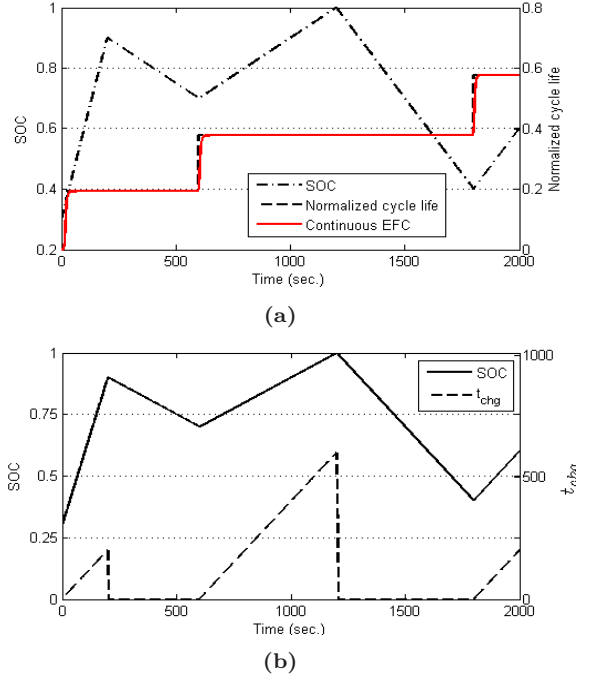 1
0.8
0.6
0.4
0.2
SOC
0.8
0.6
0.4
0.2
0
Normalized cycle life
SOC
Normalized cycle life
Continuous EFC
0 500 1000 1500 2000
Time (sec.)
(a)
1
0.75
0.5
0.25
0
SOC
1000
500
0
t_chg
SOC
t_chg
0 500 1000 1500 2000
Time (sec.)
(b)